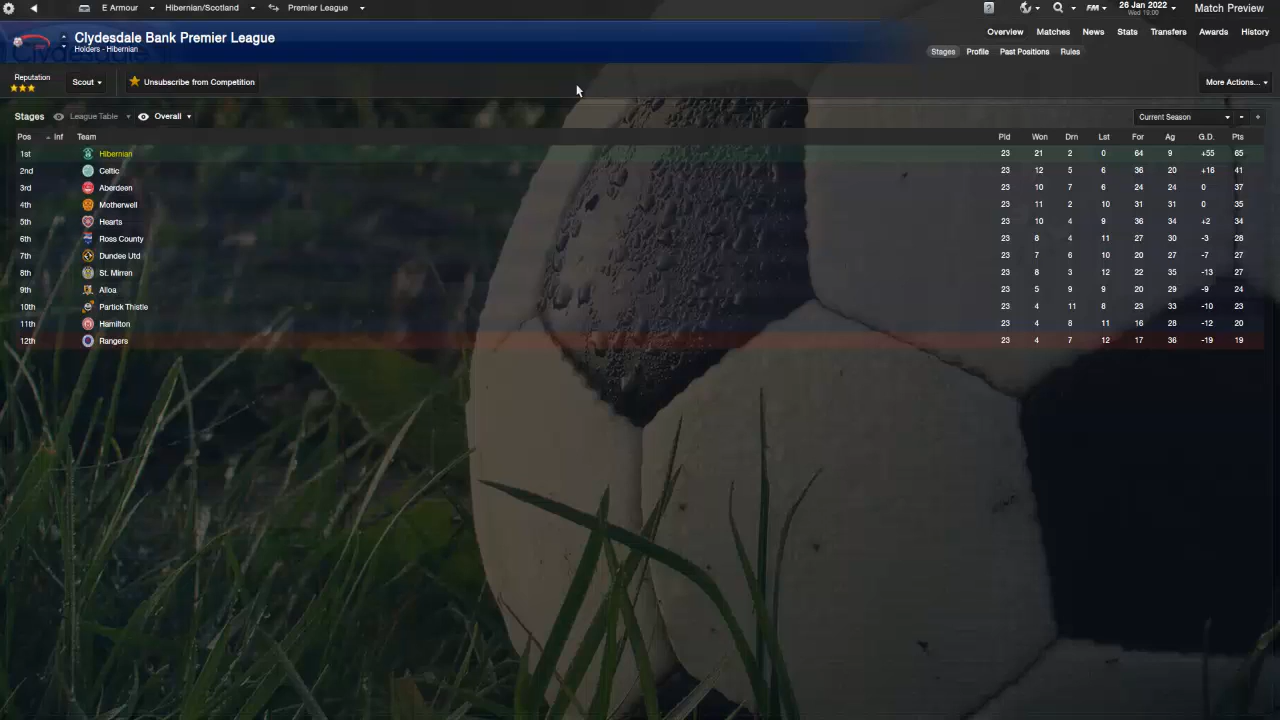 E Armour Hibernian/Scotland Premier League FM 26 Jan 2022 Wed 19:00 Match Preview
Clydesdale Bank Premier League
Holders - Hibernian
Overview Matches News Stats Transfers Awards History
Stages Profile Past Positions Rules
Reputation Scout Unsubscribe from Competition More Actions...
Stages League Table Overall Current Season
Pos Inf Team Pld Won Drn Lst For Ag G.D. Pts
1st Hibernian 23 21 2 0 64 9 +55 65
2nd Celtic 23 12 5 6 36 20 +16 41
3rd Aberdeen 23 10 7 6 24 24 0 37
4th Motherwell 23 11 2 10 31 31 0 35
5th Hearts 23 10 4 9 36 34 +2 34
6th Ross County 23 8 4 11 27 30 -3 28
7th Dundee Utd 23 7 6 10 20 27 -7 27
8th St. Mirren 23 8 3 12 22 35 -13 27
9th Alloa 23 5 9 9 20 29 -9 24
10th Partick Thistle 23 4 11 8 23 33 -10 23
11th Hamilton 23 4 8 11 16 28 -12 20
12th Rangers 23 4 7 12 17 36 -19 19